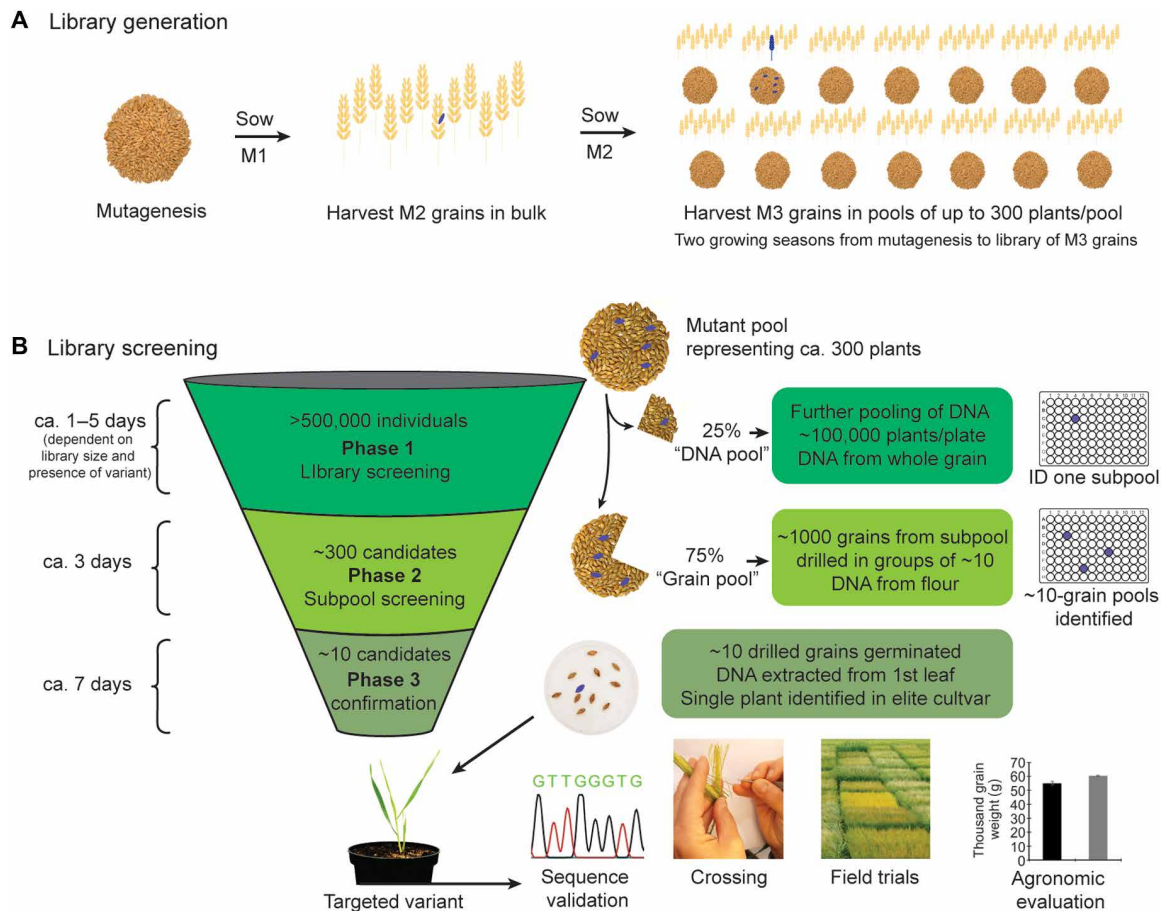 A Library generation
Mutagenesis
Sow
M1
Harvest M2 grains in bulk
Sow
M2
Harvest M3 grains in pools of up to 300 plants/pool
Two growing seasons from mutagenesis to library of M3 grains
B Library screening
Mutant pool
representing ca. 300 plants
ca. 1–5 days
(dependent on
library size and
presence of variant)
>500,000 individuals
Phase 1
LIbrary screening
25%
“DNA pool”
Further pooling of DNA
~100,000 plants/plate
DNA from whole grain
ID one subpool
ca. 3 days
~300 candidates
Phase 2
Subpool screening
75%
“Grain pool”
~1000 grains from subpool
drilled in groups of ~10
DNA from flour
~10-grain pools
identified
ca. 7 days
~10 candidates
Phase 3
confirmation
~10 drilled grains germinated
DNA extracted from 1st leaf
Single plant identified in elite cultvar
Targeted variant
GTTGGGTG
Sequence
validation
Crossing
Field trials
Thousand grain
weight (g)
70
60
50
40
30
20
10
0
Agronomic
evaluation